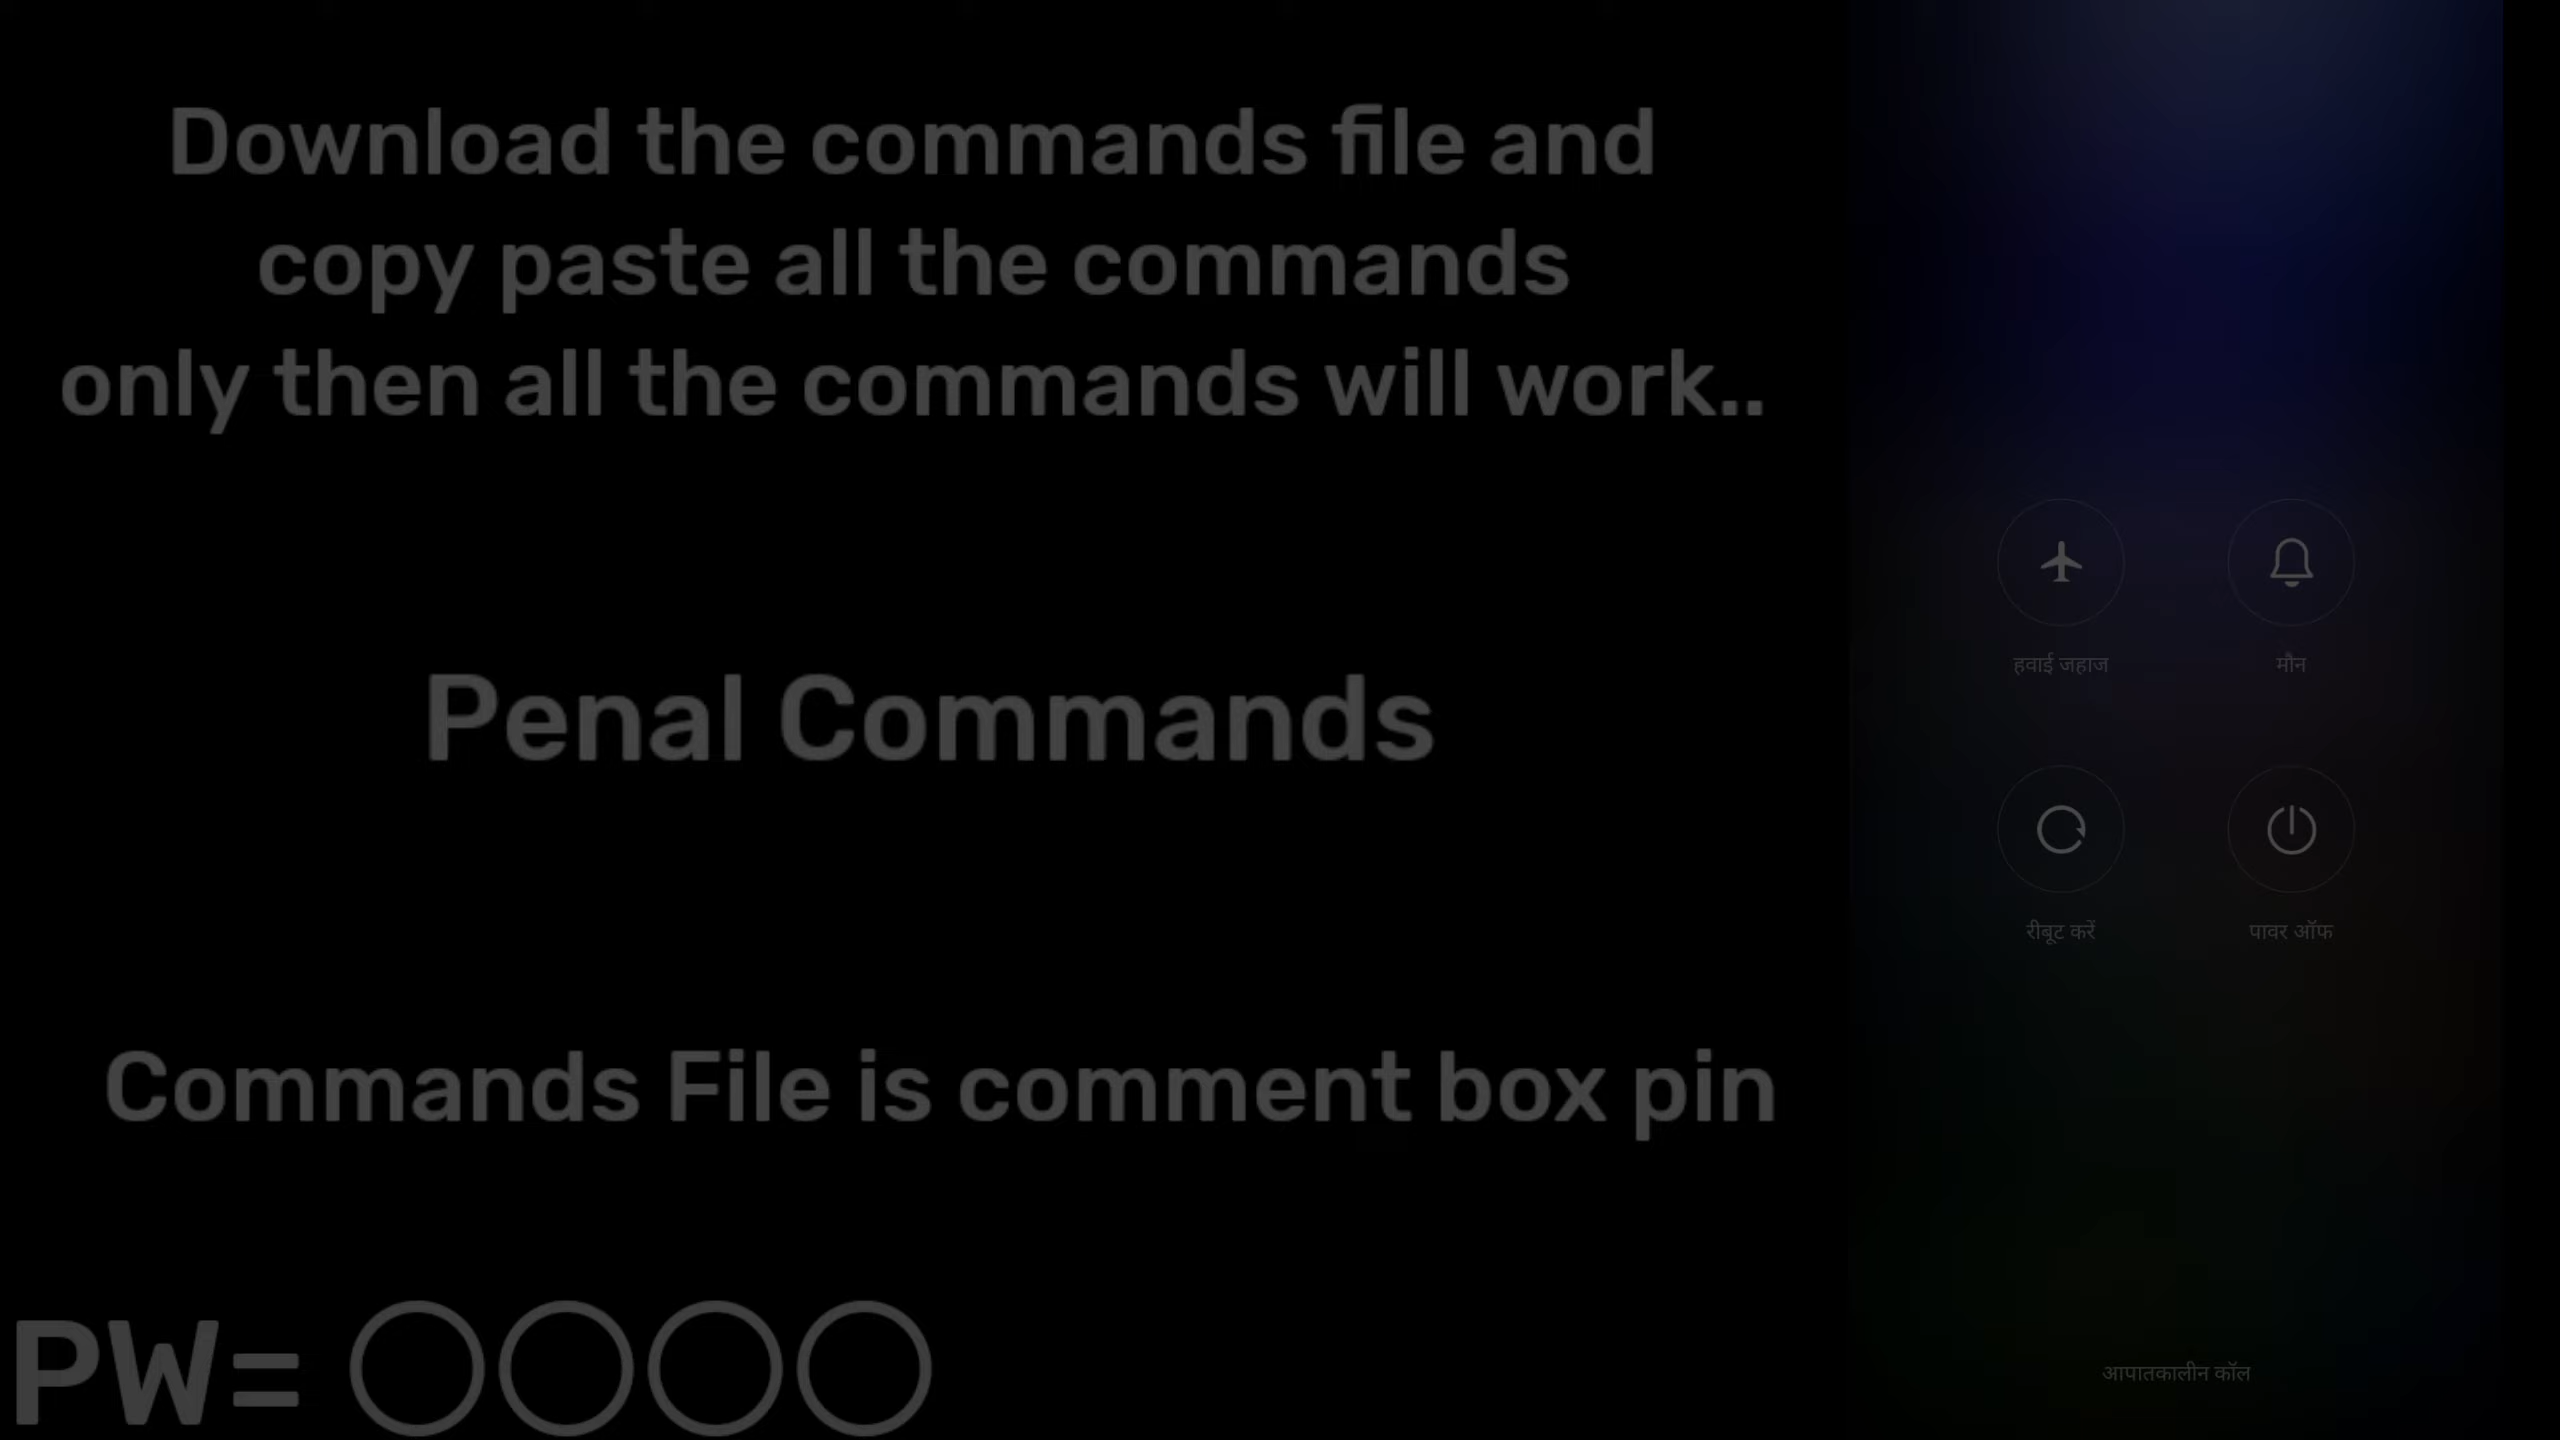 Download the commands file and
copy paste all the commands
only then all the commands will work..
Penal Commands
Commands File is comment box pin
PW= ○○○○
हवाई जहाज
मौन
रीबूट करें
पावर ऑफ
आपातकालीन कॉल